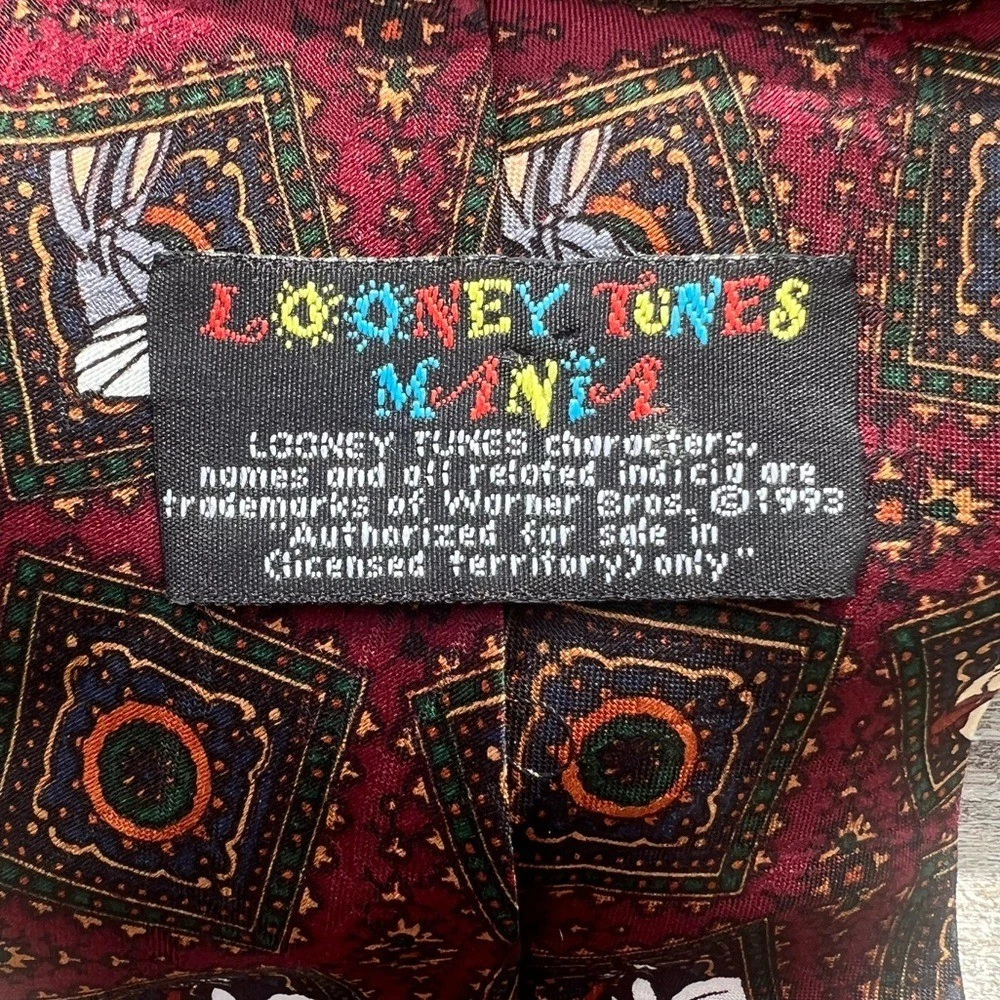 LOONEY TUNES
MANIA
LOONEY TUNES characters,
names and all related indicia are
trademarks of Warner Bros. ©1993
"Authorized for sale in
(licensed territory) only"